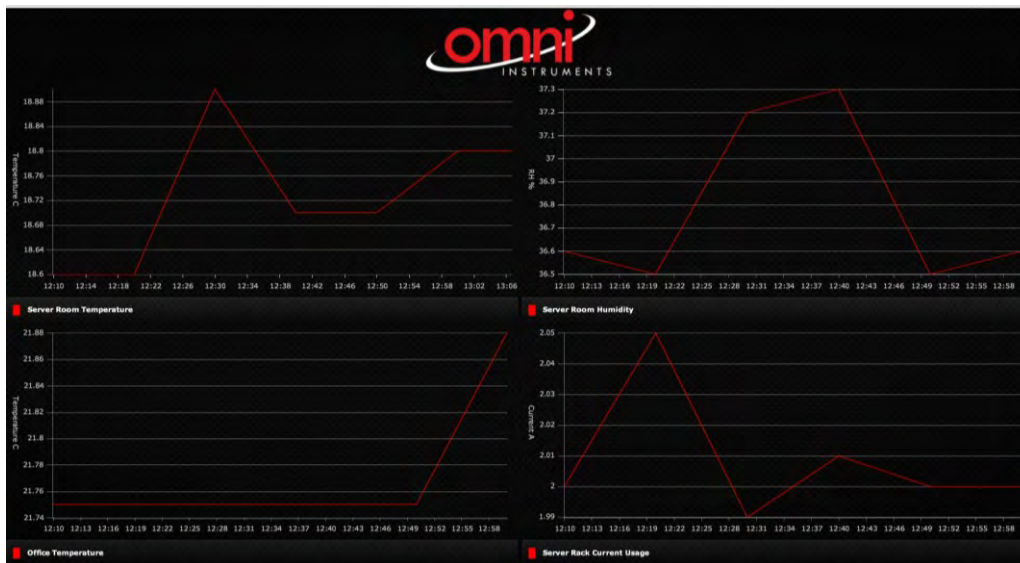 omni
INSTRUMENTS
18.88
18.84
18.8
18.76
18.72
18.68
18.64
18.6
Temperature C
12:10 12:14 12:18 12:22 12:26 12:30 12:34 12:38 12:42 12:46 12:50 12:54 12:58 13:02 13:06
Server Room Temperature
37.3
37.2
37.1
37
36.9
36.8
36.7
36.6
36.5
RH %
12:10 12:13 12:16 12:19 12:22 12:25 12:28 12:31 12:34 12:37 12:40 12:43 12:46 12:49 12:52 12:55 12:58
Server Room Humidity
21.88
21.86
21.84
21.82
21.8
21.78
21.76
21.74
Temperature C
12:10 12:13 12:16 12:19 12:22 12:25 12:28 12:31 12:34 12:37 12:40 12:43 12:46 12:49 12:52 12:55 12:58
Office Temperature
2.05
2.04
2.03
2.02
2.01
2
1.99
Current A
12:10 12:13 12:16 12:19 12:22 12:25 12:28 12:31 12:34 12:37 12:40 12:43 12:46 12:49 12:52 12:55 12:58
Server Rack Current Usage